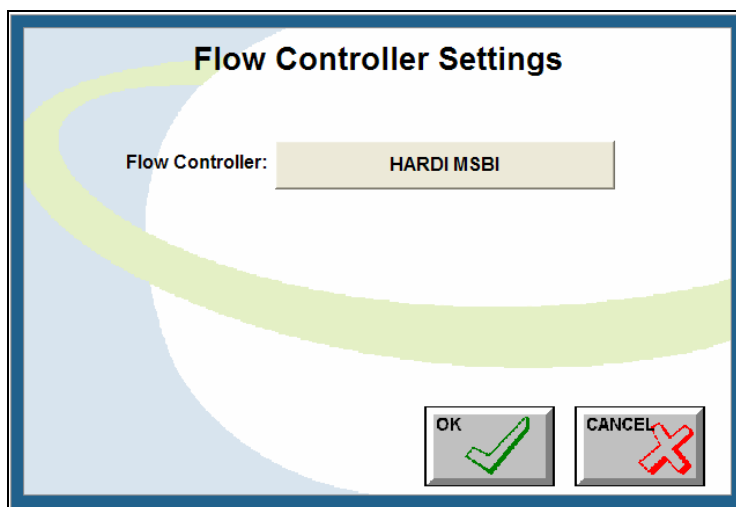 Flow Controller Settings
Flow Controller: HARDI MSBI
OK CANCEL